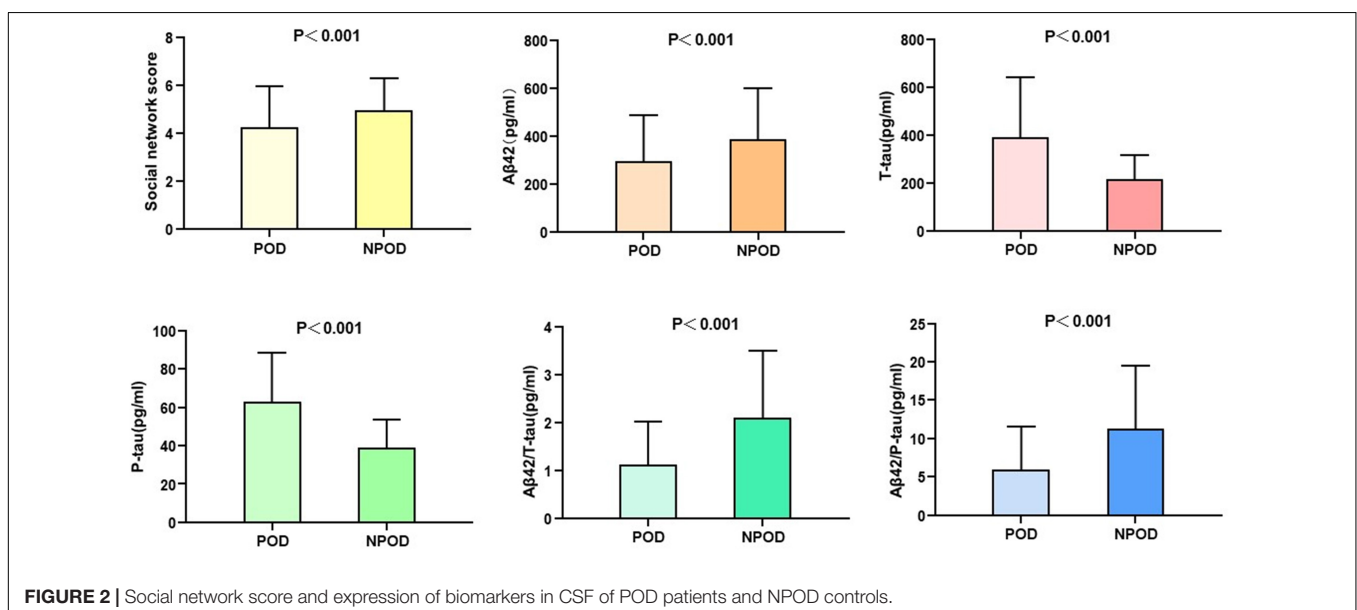 P< 0.001
8
6
4
2
0
Social network score
POD
NPOD
P< 0.001
800
600
400
200
0
Aβ42(pg/ml)
POD
NPOD
P< 0.001
800
600
400
200
0
T-tau(pg/ml)
POD
NPOD
P< 0.001
100
80
60
40
20
0
P-tau(pg/ml)
POD
NPOD
P< 0.001
4
3
2
1
0
Aβ42/T-tau(pg/ml)
POD
NPOD
P< 0.001
25
20
15
10
5
0
Aβ42/P-tau(pg/ml)
POD
NPOD
FIGURE 2 | Social network score and expression of biomarkers in CSF of POD patients and NPOD controls.